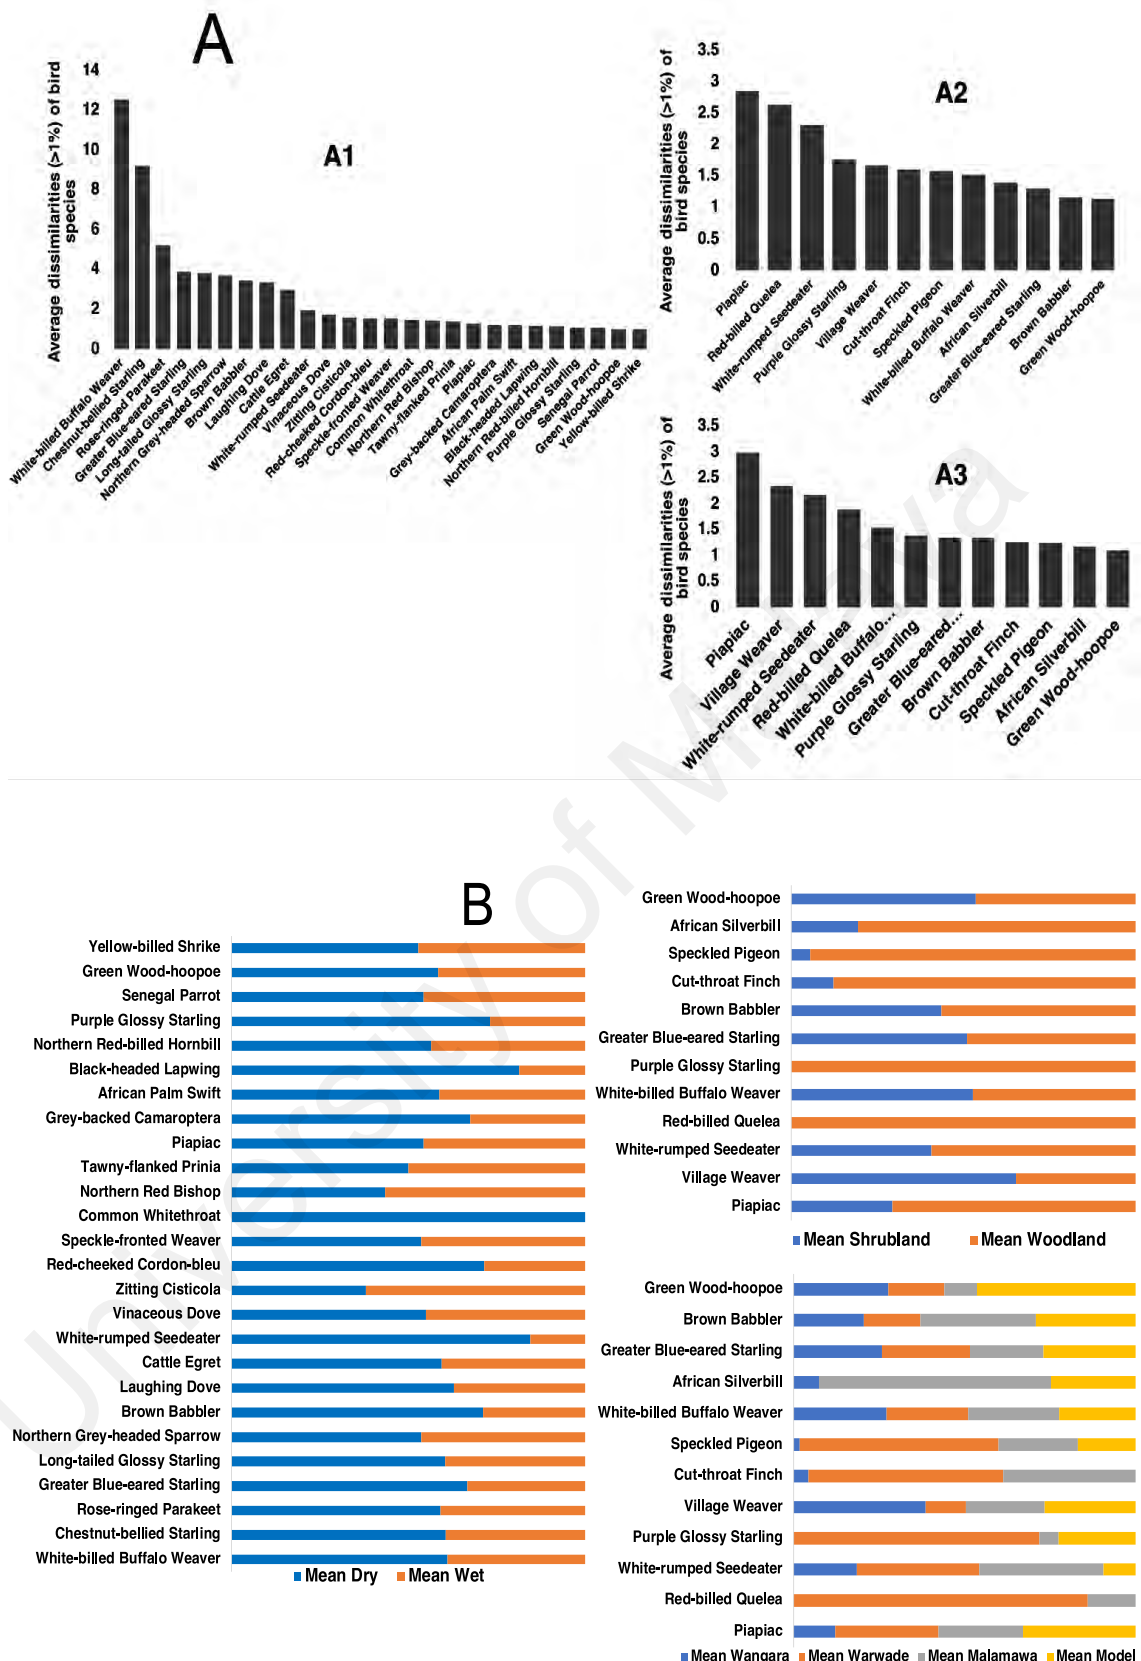 A
Average dissimilarities (>1%) of bird
species
14
12
10
8
6
4
2
0
A1
White-billed Buffalo Weaver
Chestnut-bellied Starling
Rose-ringed Parakeet
Greater Blue-eared Starling
Long-tailed Glossy Starling
Northern Grey-headed Sparrow
Brown Babbler
Laughing Dove
Cattle Egret
White-rumped Seedeater
Vinaceous Dove
Zitting Cisticola
Red-cheeked Cordon-bleu
Speckle-fronted Weaver
Common Whitethroat
Northern Red Bishop
Tawny-flanked Prinia
Piapiac
Grey-backed Camaroptera
African Palm Swift
Black-headed Lapwing
Northern Red-billed Hornbill
Purple Glossy Starling
Senegal Parrot
Green Wood-hoopoe
Yellow-billed Shrike
Average dissimilarities (>1%) of
bird species
3.5
3
2.5
2
1.5
1
0.5
0
A2
Piapiac
Red-billed Quelea
White-rumped Seedeater
Purple Glossy Starling
Village Weaver
Cut-throat Finch
Speckled Pigeon
White-billed Buffalo Weaver
African Silverbill
Greater Blue-eared Starling
Brown Babbler
Green Wood-hoopoe
Average dissimilarities (>1%) of
bird species
3.5
3
2.5
2
1.5
1
0.5
0
A3
Piapiac
Village Weaver
White-rumped Seedeater
Red-billed Quelea
White-billed Buffalo...
Purple Glossy Starling
Greater Blue-eared...
Brown Babbler
Cut-throat Finch
Speckled Pigeon
African Silverbill
Green Wood-hoopoe
University of Malaya
B
Yellow-billed Shrike
Green Wood-hoopoe
Senegal Parrot
Purple Glossy Starling
Northern Red-billed Hornbill
Black-headed Lapwing
African Palm Swift
Grey-backed Camaroptera
Piapiac
Tawny-flanked Prinia
Northern Red Bishop
Common Whitethroat
Speckle-fronted Weaver
Red-cheeked Cordon-bleu
Zitting Cisticola
Vinaceous Dove
White-rumped Seedeater
Cattle Egret
Laughing Dove
Brown Babbler
Northern Grey-headed Sparrow
Long-tailed Glossy Starling
Greater Blue-eared Starling
Rose-ringed Parakeet
Chestnut-bellied Starling
White-billed Buffalo Weaver
Mean Dry Mean Wet
Green Wood-hoopoe
African Silverbill
Speckled Pigeon
Cut-throat Finch
Brown Babbler
Greater Blue-eared Starling
Purple Glossy Starling
White-billed Buffalo Weaver
Red-billed Quelea
White-rumped Seedeater
Village Weaver
Piapiac
Mean Shrubland Mean Woodland
Green Wood-hoopoe
Brown Babbler
Greater Blue-eared Starling
African Silverbill
White-billed Buffalo Weaver
Speckled Pigeon
Cut-throat Finch
Village Weaver
Purple Glossy Starling
White-rumped Seedeater
Red-billed Quelea
Piapiac
Mean Wangara Mean Warwade Mean Malamawa Mean Model